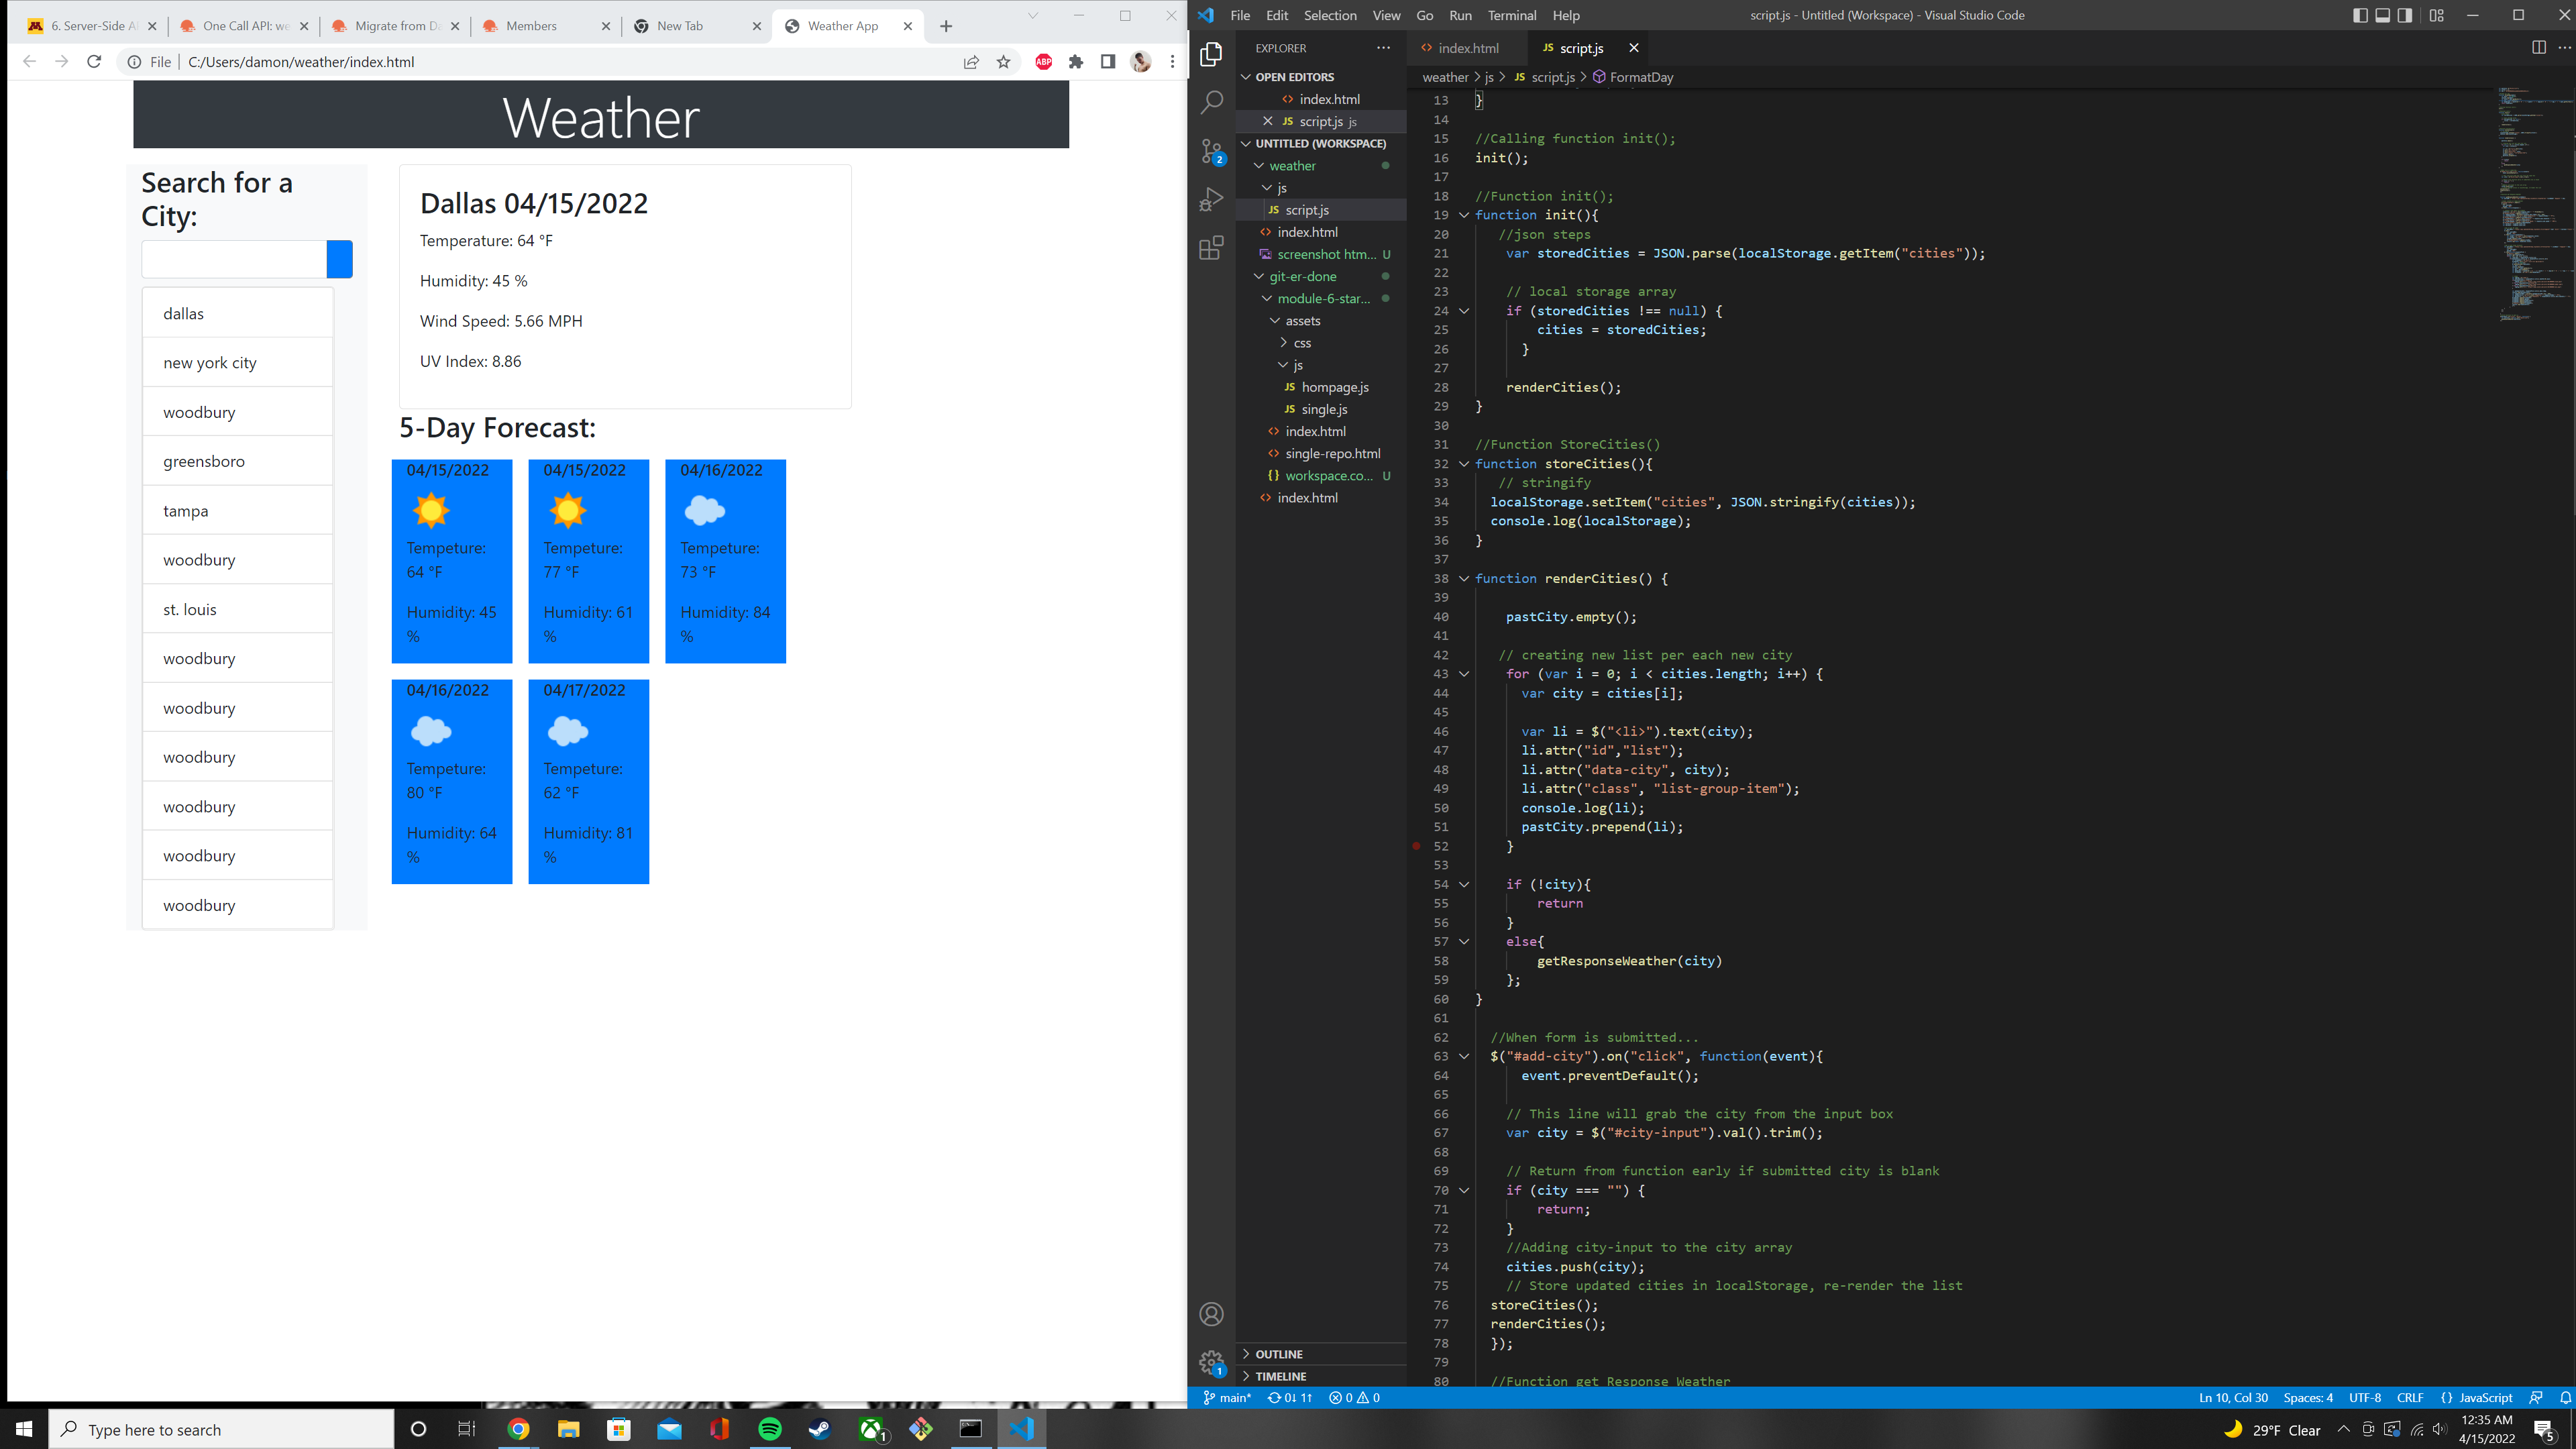 6. Server-Side A
One Call API: we
Migrate from Da
Members
New Tab
Weather App
File
C:/Users/damon/weather/index.html
ABP
Weather
Search for a
City:
dallas
new york city
woodbury
greensboro
tampa
woodbury
st. louis
woodbury
woodbury
woodbury
woodbury
woodbury
woodbury
Dallas 04/15/2022
Temperature: 64 °F
Humidity: 45 %
Wind Speed: 5.66 MPH
UV Index: 8.86
5-Day Forecast:
04/15/2022
Tempeture:
64 °F
Humidity: 45
%
04/15/2022
Tempeture:
77 °F
Humidity: 61
%
04/16/2022
Tempeture:
73 °F
Humidity: 84
%
04/16/2022
Tempeture:
80 °F
Humidity: 64
%
04/17/2022
Tempeture:
62 °F
Humidity: 81
%
File Edit Selection View Go Run Terminal Help
script.js - Untitled (Workspace) - Visual Studio Code
EXPLORER
OPEN EDITORS
index.html
JS script.js js
UNTITLED (WORKSPACE)
weather
js
JS script.js
index.html
screenshot htm... U
git-er-done
module-6-star...
assets
css
js
JS hompage.js
JS single.js
index.html
single-repo.html
{} workspace.co... U
index.html
OUTLINE
TIMELINE
2
1
index.html
JS script.js
weather > js > JS script.js > FormatDay
13 }
14
15 //Calling function init();
16 init();
17
18 //Function init();
19 function init(){
20 //json steps
21 var storedCities = JSON.parse(localStorage.getItem("cities"));
22
23 // local storage array
24 if (storedCities !== null) {
25 cities = storedCities;
26 }
27
28 renderCities();
29 }
30
31 //Function StoreCities()
32 function storeCities(){
33 // stringify
34 localStorage.setItem("cities", JSON.stringify(cities));
35 console.log(localStorage);
36 }
37
38 function renderCities() {
39
40 pastCity.empty();
41
42 // creating new list per each new city
43 for (var i = 0; i < cities.length; i++) {
44 var city = cities[i];
45
46 var li = $("<li>").text(city);
47 li.attr("id","list");
48 li.attr("data-city", city);
49 li.attr("class", "list-group-item");
50 console.log(li);
51 pastCity.prepend(li);
52 }
53
54 if (!city){
55 return
56 }
57 else{
58 getResponseWeather(city)
59 };
60 }
61
62 //When form is submitted...
63 $("#add-city").on("click", function(event){
64 event.preventDefault();
65
66 // This line will grab the city from the input box
67 var city = $("#city-input").val().trim();
68
69 // Return from function early if submitted city is blank
70 if (city === "") {
71 return;
72 }
73 //Adding city-input to the city array
74 cities.push(city);
75 // Store updated cities in localStorage, re-render the list
76 storeCities();
77 renderCities();
78 });
79
80 //Function get Response Weather
main* 0↓ 1↑ 0 0
Ln 10, Col 30 Spaces: 4 UTF-8 CRLF {} JavaScript
Type here to search
1
29°F Clear
12:35 AM
4/15/2022
5